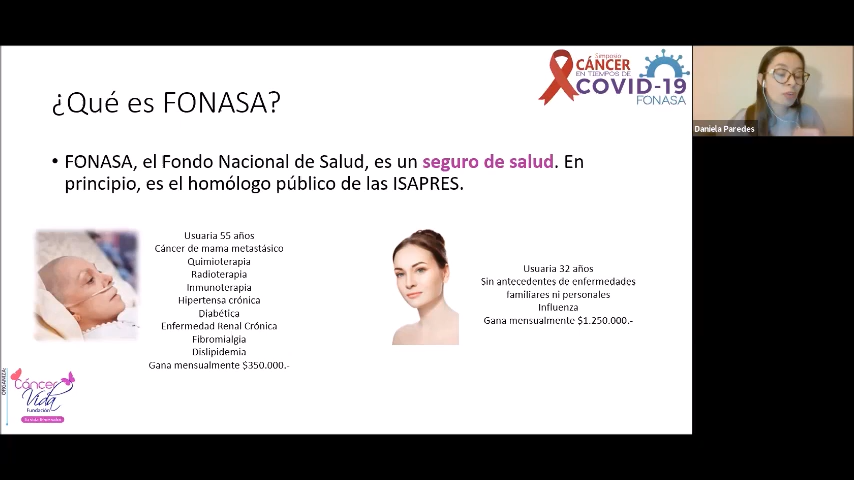 Simposio
CÁNCER
EN TIEMPOS DE
COVID-19
FONASA
Daniela Paredes
¿Qué es FONASA?
• FONASA, el Fondo Nacional de Salud, es un seguro de salud. En
principio, es el homólogo público de las ISAPRES.
Usuaria 55 años
Cáncer de mama metastásico
Quimioterapia
Radioterapia
Inmunoterapia
Hipertensa crónica
Diabética
Enfermedad Renal Crónica
Fibromialgia
Dislipidemia
Gana mensualmente $350.000.-
Usuaria 32 años
Sin antecedentes de enfermedades
familiares ni personales
Influenza
Gana mensualmente $1.250.000.-
ORGANIZA:
Cáncer
Vida
Fundación